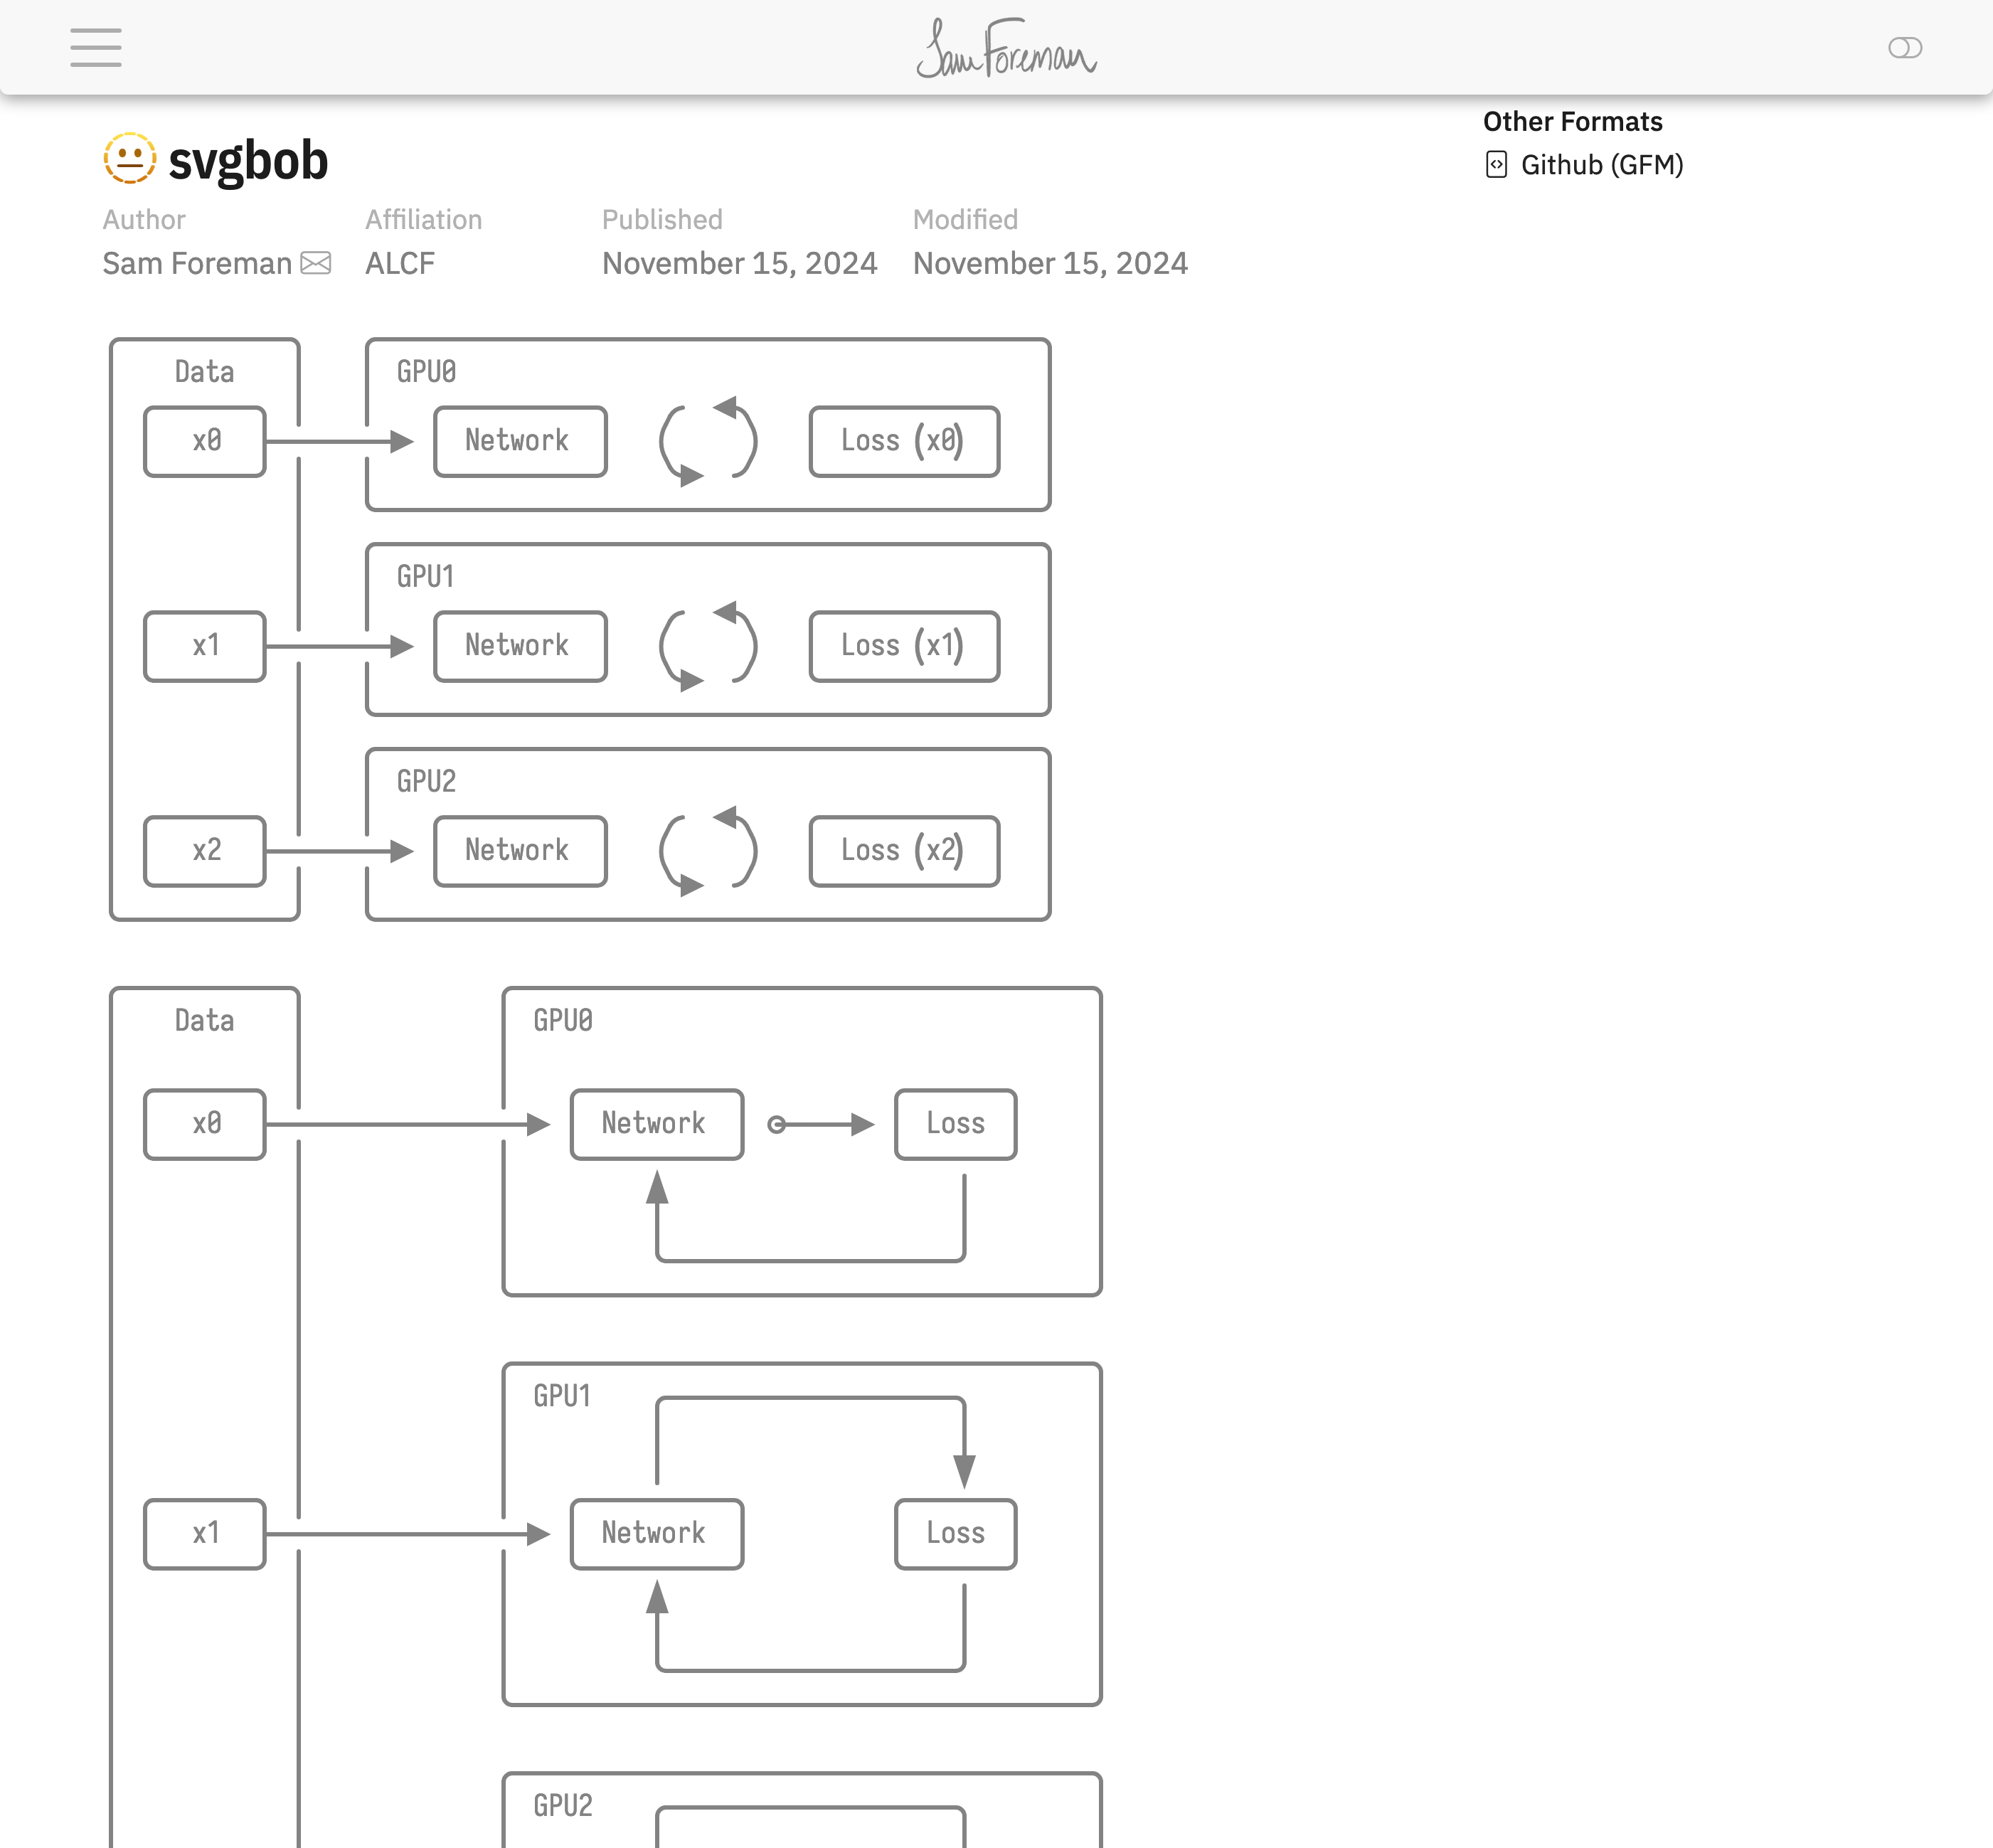 Sam Foreman
svgbob
Other Formats
Github (GFM)
Author Affiliation Published Modified
Sam Foreman ALCF November 15, 2024 November 15, 2024
Data GPU0
x0 Network Loss (x0)
GPU1
x1 Network Loss (x1)
GPU2
x2 Network Loss (x2)
Data GPU0
x0 Network Loss
GPU1
x1 Network Loss
GPU2